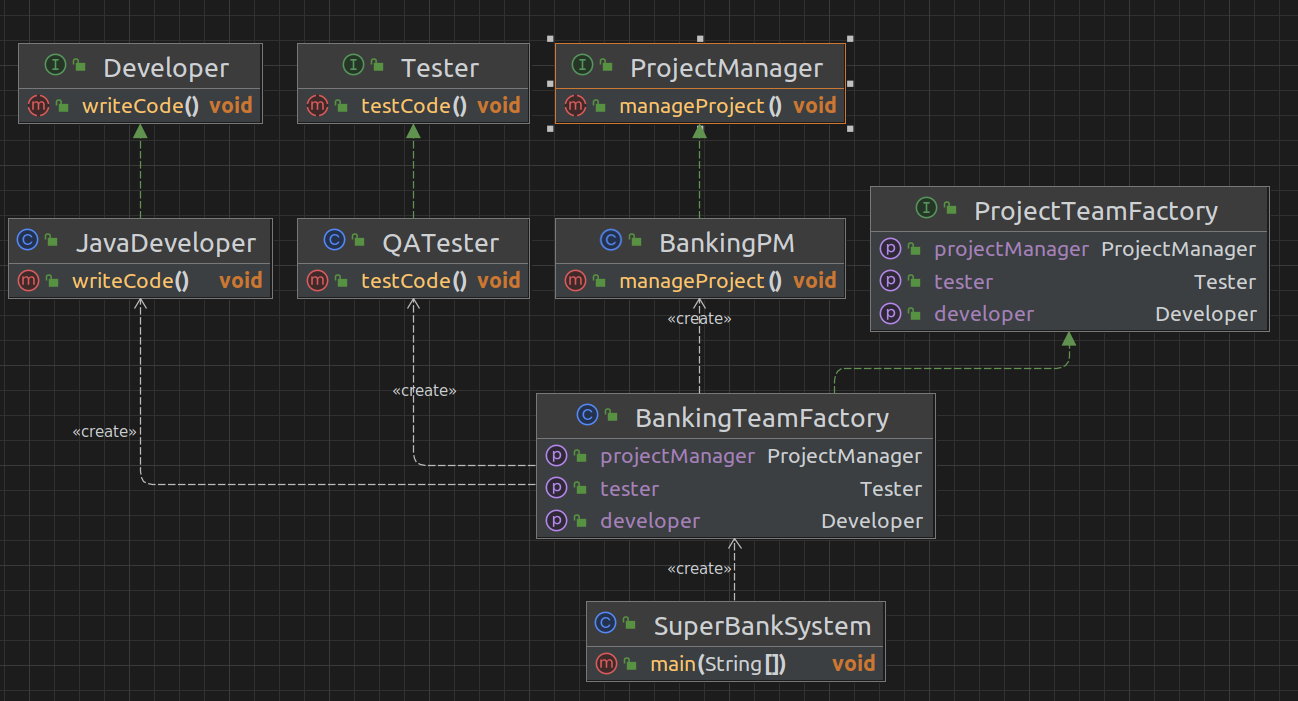 Developer
writeCode() void
Tester
testCode() void
ProjectManager
manageProject() void
JavaDeveloper
writeCode() void
QATester
testCode() void
BankingPM
manageProject() void
ProjectTeamFactory
projectManager ProjectManager
tester Tester
developer Developer
«create»
«create»
«create»
BankingTeamFactory
projectManager ProjectManager
tester Tester
developer Developer
«create»
SuperBankSystem
main(String[]) void